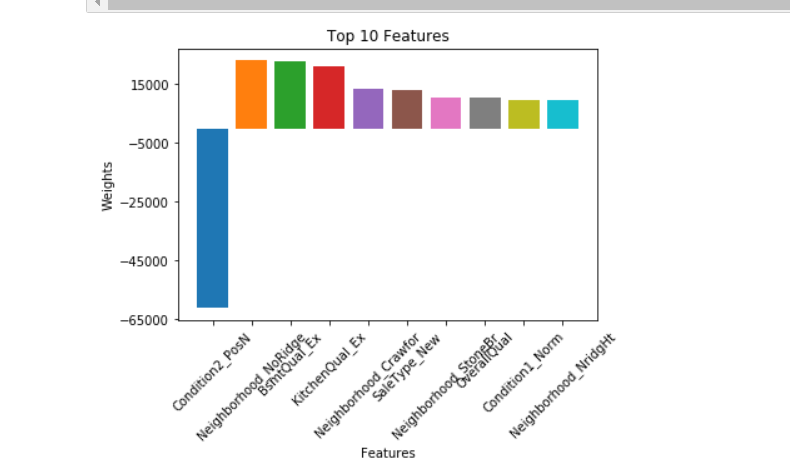 Top 10 Features
15000
−5000
−25000
−45000
−65000
Weights
Condition2_PosN
Neighborhood_NoRidge
BsmtQual_Ex
KitchenQual_Ex
Neighborhood_Crawfor
SaleType_New
Neighborhood_StoneBr
OverallQual
Condition1_Norm
Neighborhood_NridgHt
Features